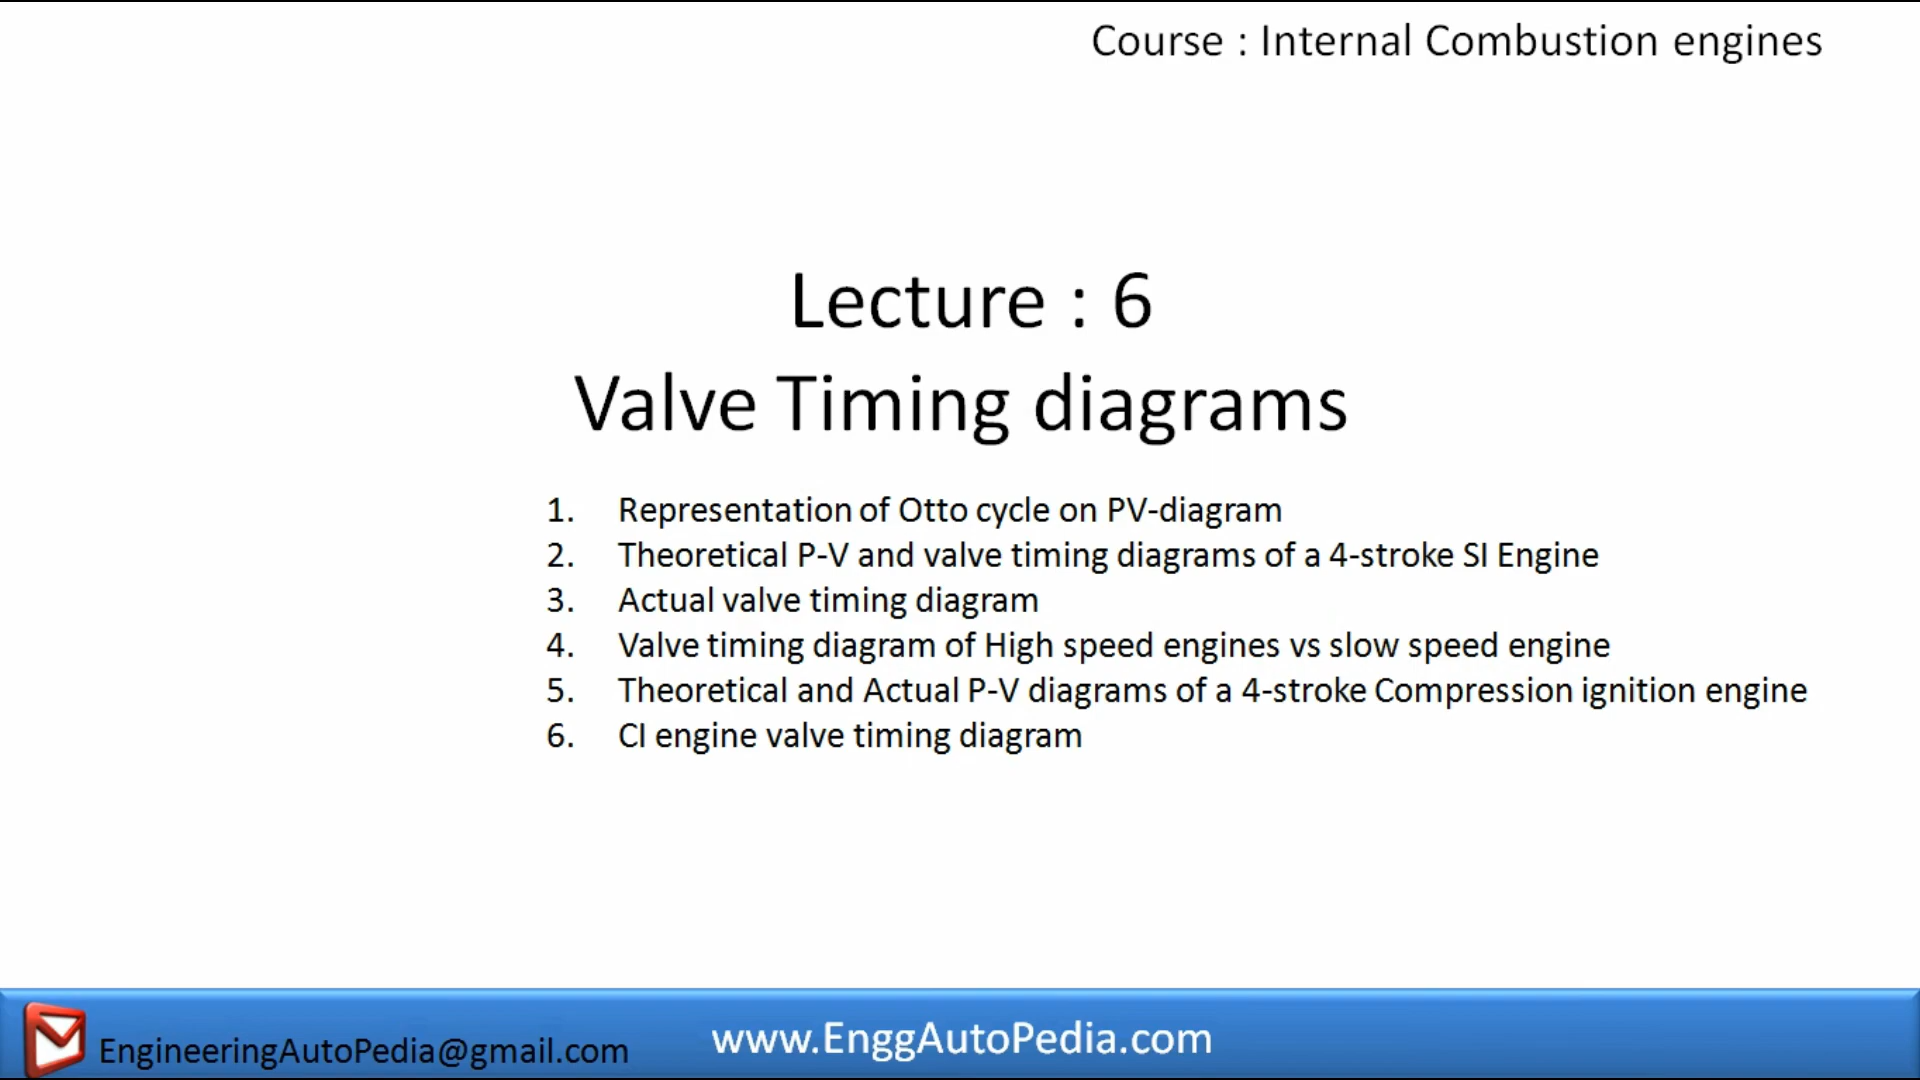 Course : Internal Combustion engines
Lecture : 6
Valve Timing diagrams
1. Representation of Otto cycle on PV-diagram
2. Theoretical P-V and valve timing diagrams of a 4-stroke SI Engine
3. Actual valve timing diagram
4. Valve timing diagram of High speed engines vs slow speed engine
5. Theoretical and Actual P-V diagrams of a 4-stroke Compression ignition engine
6. CI engine valve timing diagram
EngineeringAutoPedia@gmail.com
www.EnggAutoPedia.com